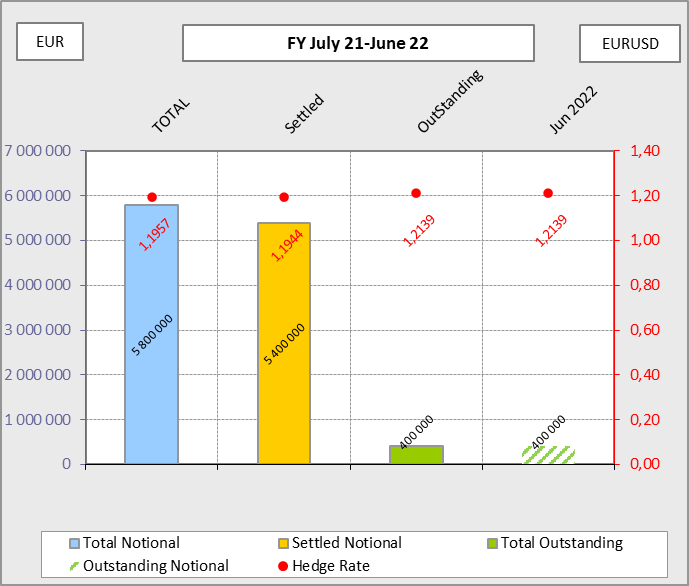 EUR
FY July 21-June 22
EURUSD
TOTAL
Settled
OutStanding
Jun 2022
7 000 000
6 000 000
5 000 000
4 000 000
3 000 000
2 000 000
1 000 000
0
1,1957
1,1944
1,2139
1,2139
5 800 000
5 400 000
400 000
400 000
1,40
1,20
1,00
0,80
0,60
0,40
0,20
0,00
Total Notional
Settled Notional
Total Outstanding
Outstanding Notional
Hedge Rate